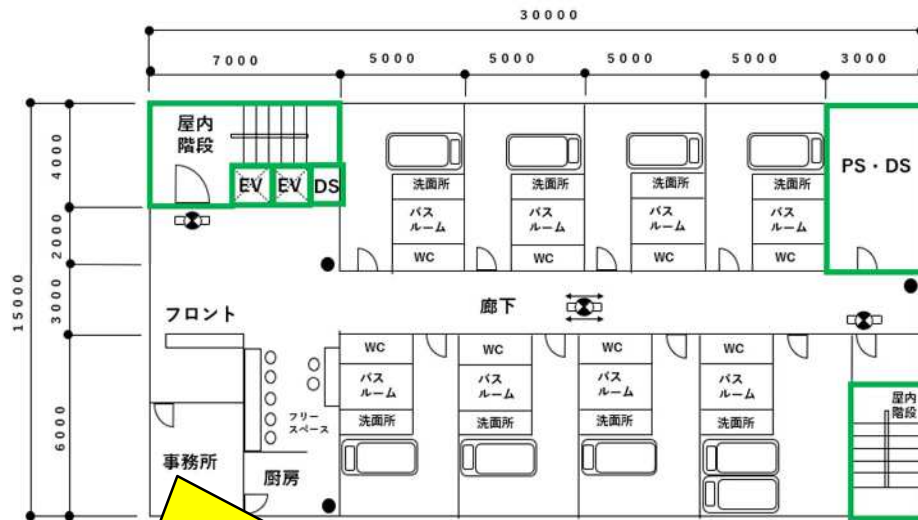 30000
7000
5000
5000
5000
5000
3000
15000
4000
2000
3000
6000
屋内
階段
EV
EV
DS
洗面所
バス
ルーム
WC
洗面所
バス
ルーム
WC
洗面所
バス
ルーム
WC
洗面所
バス
ルーム
WC
PS・DS
フロント
廊下
WC
バス
ルーム
洗面所
WC
バス
ルーム
洗面所
WC
バス
ルーム
洗面所
WC
バス
ルーム
洗面所
フリー
スペース
屋内
階段
事務所
厨房